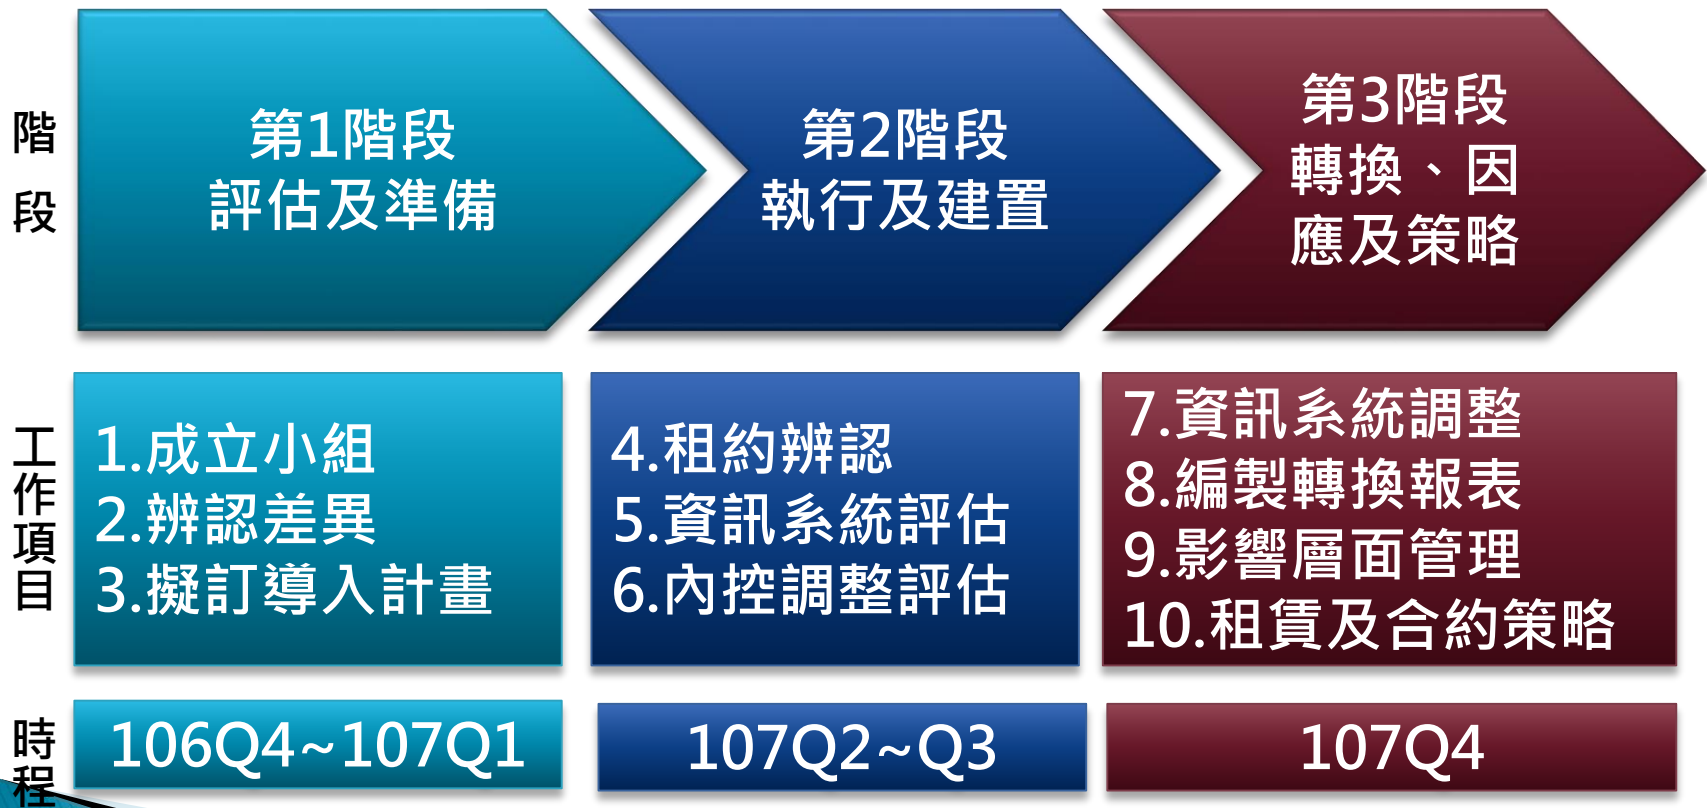 階段
第1階段
評估及準備
第2階段
執行及建置
第3階段
轉換、因
應及策略
工作項目
1.成立小組
2.辨認差異
3.擬訂導入計畫
4.租約辨認
5.資訊系統評估
6.內控調整評估
7.資訊系統調整
8.編製轉換報表
9.影響層面管理
10.租賃及合約策略
時程
106Q4~107Q1
107Q2~Q3
107Q4